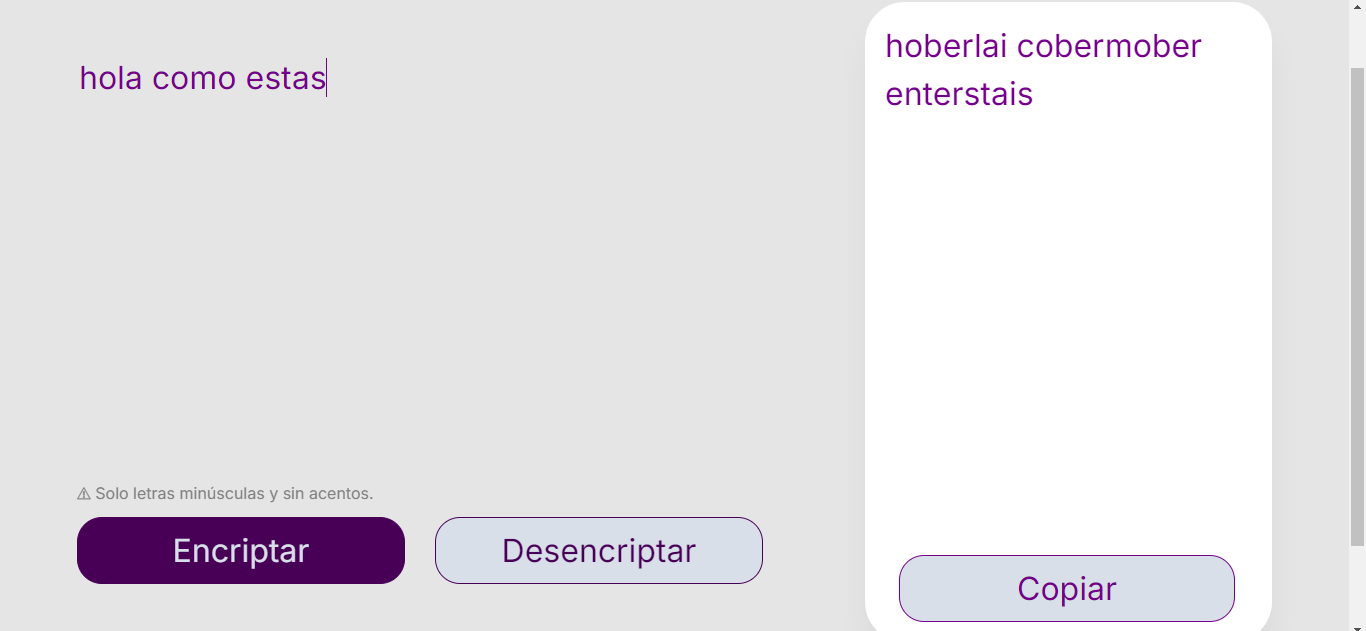 hola como estas
⚠ Solo letras minúsculas y sin acentos.
Encriptar
Desencriptar
hoberlai cobermober
enterstais
Copiar